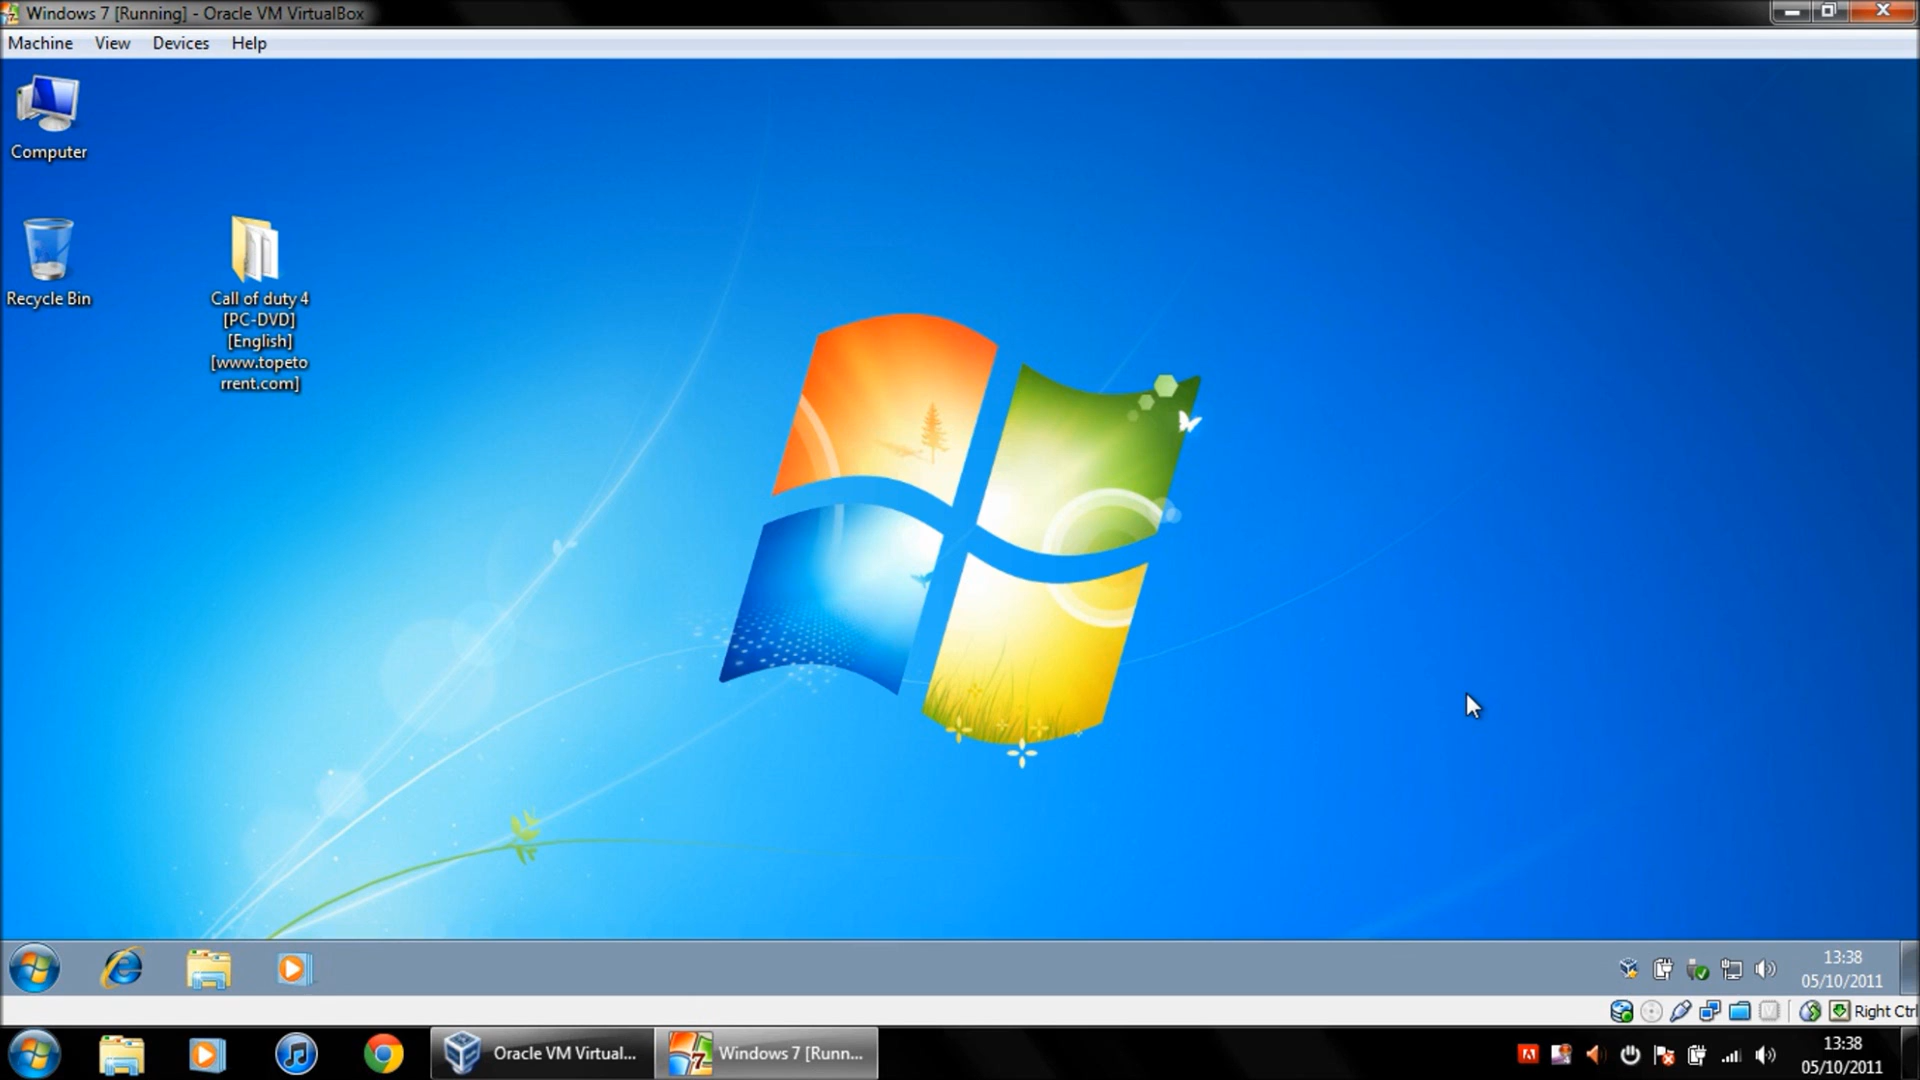 Windows 7 [Running] - Oracle VM VirtualBox
Machine View Devices Help
Computer
Recycle Bin
Call of duty 4
[PC-DVD]
[English]
[www.topeto
rrent.com]
13:38
05/10/2011
Right Ctrl
Oracle VM Virtual...
7
Windows 7 [Runn...
13:38
05/10/2011